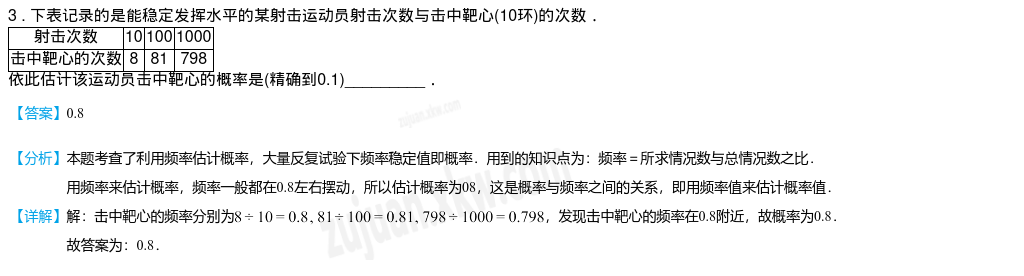 3．下表记录的是能稳定发挥水平的某射击运动员射击次数与击中靶心(10环)的次数．
射击次数 10 100 1000
击中靶心的次数 8 81 798
依此估计该运动员击中靶心的概率是(精确到0.1)_________．
【答案】0.8
zujuan.xkw.com
【分析】本题考查了利用频率估计概率，大量反复试验下频率稳定值即概率．用到的知识点为：频率＝所求情况数与总情况数之比．
用频率来估计概率，频率一般都在0.8左右摆动，所以估计概率为08，这是概率与频率之间的关系，即用频率值来估计概率值．
【详解】解：击中靶心的频率分别为8÷10＝0.8, 81÷100＝0.81, 798÷1000＝0.798，发现击中靶心的频率在0.8附近，故概率为0.8．
故答案为：0.8．
zujuan.xkw.com